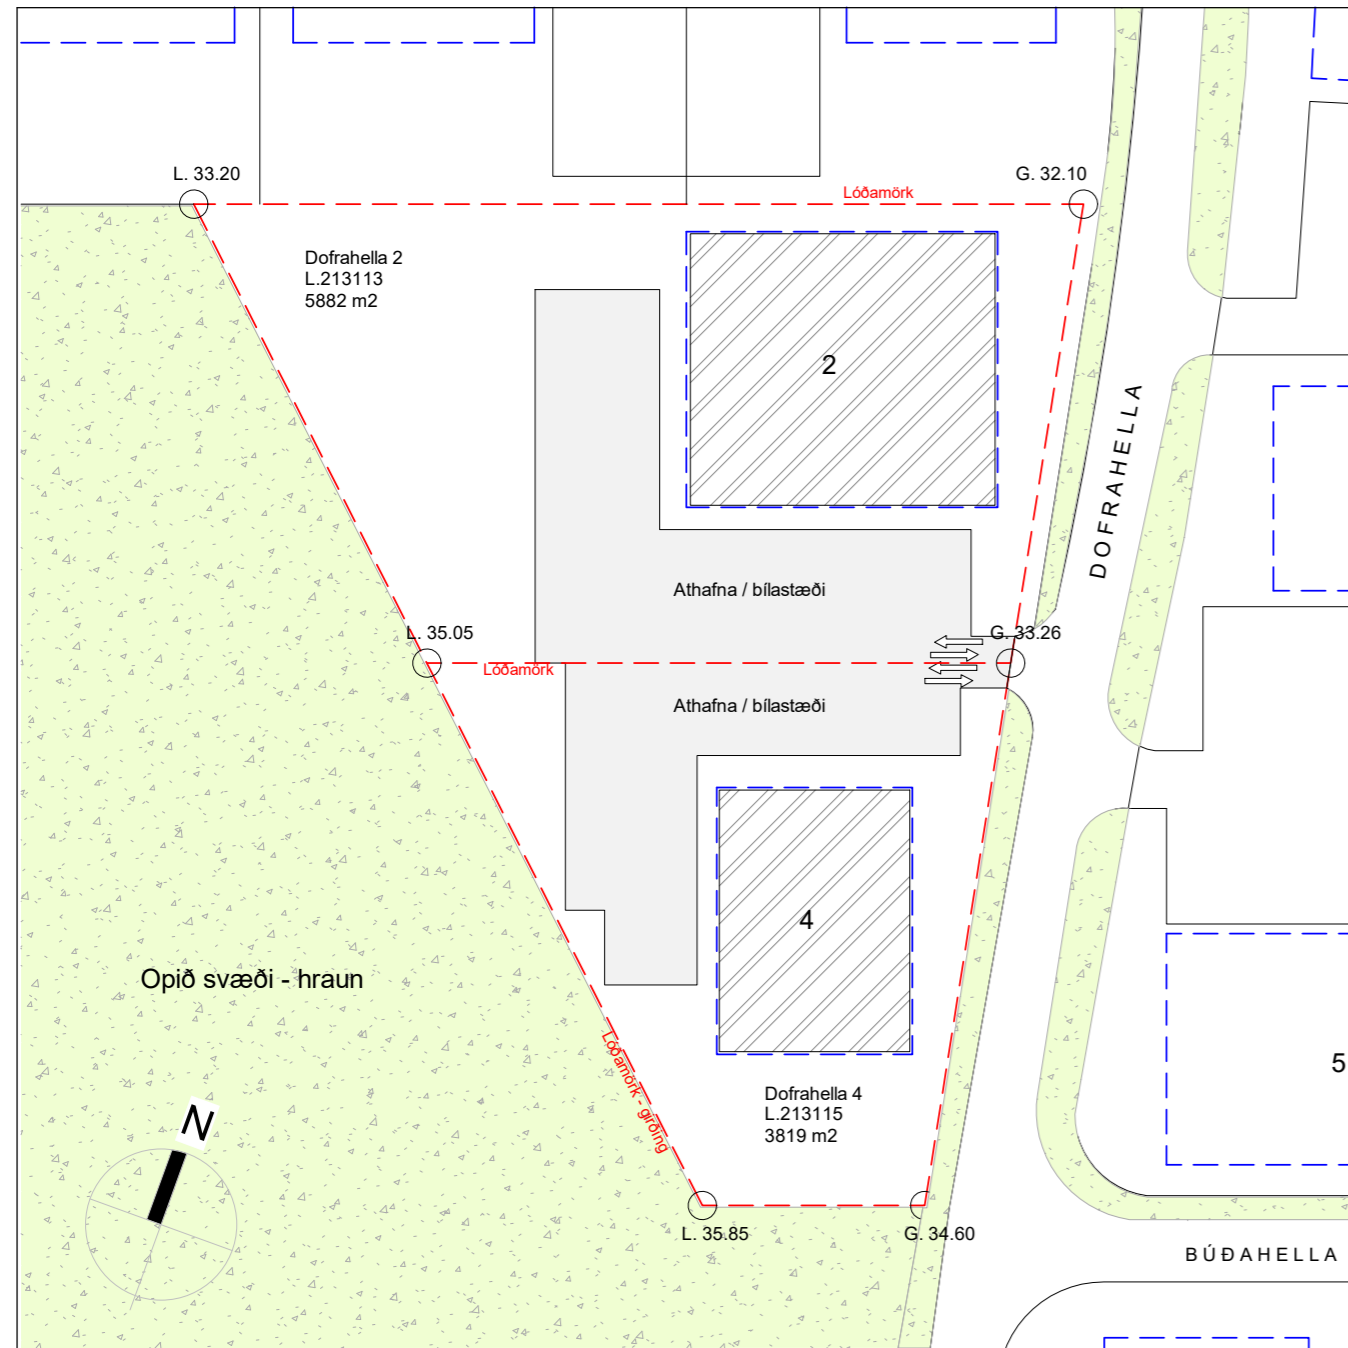 L. 33.20
G. 32.10
Lóðamörk
Dofrahella 2
L.213113
5882 m2
2
DOFRAHELLA
Athafna / bílastæði
L. 35.05
G. 33.26
Lóðamörk
Athafna / bílastæði
4
Opið svæði - hraun
Lóðamörk - girðing
5
Dofrahella 4
L.213115
3819 m2
N
L. 35.85
G. 34.60
BÚÐAHELLA